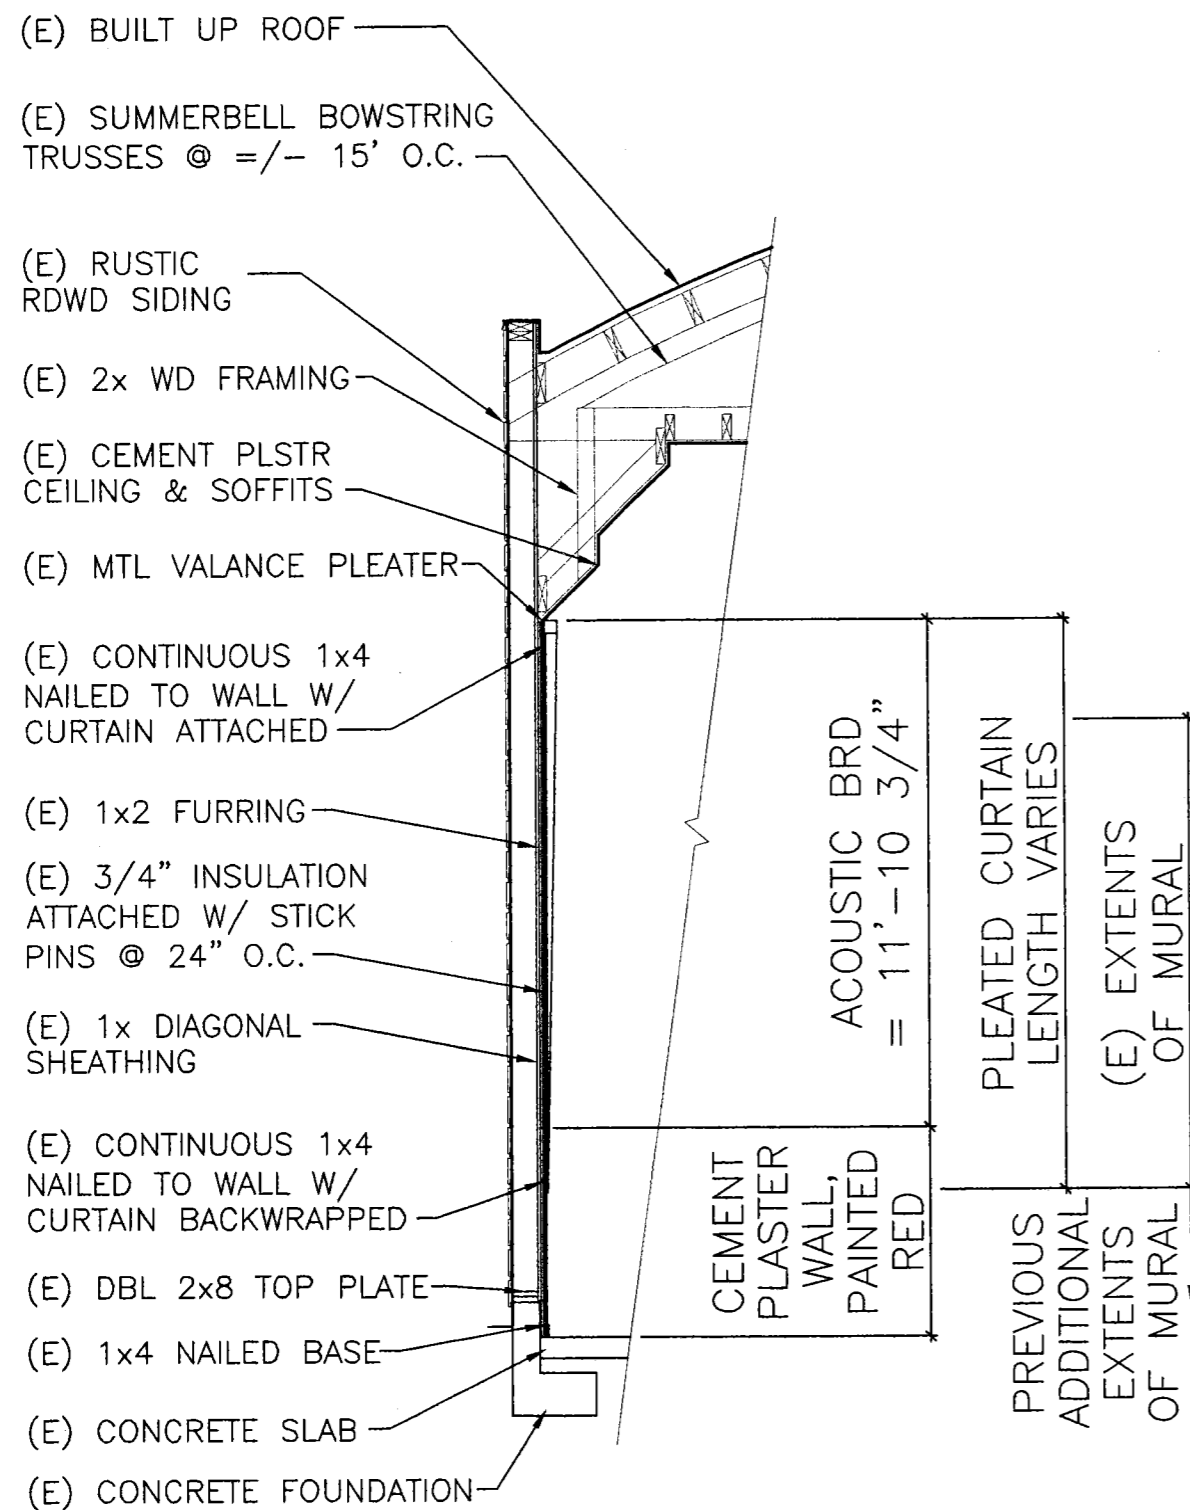 (E) BUILT UP ROOF
(E) SUMMERBELL BOWSTRING
TRUSSES @ =/- 15' O.C.
(E) RUSTIC
RDWD SIDING
(E) 2x WD FRAMING
(E) CEMENT PLSTR
CEILING & SOFFITS
(E) MTL VALANCE PLEATER
(E) CONTINUOUS 1x4
NAILED TO WALL W/
CURTAIN ATTACHED
(E) 1x2 FURRING
(E) 3/4" INSULATION
ATTACHED W/ STICK
PINS @ 24" O.C.
(E) 1x DIAGONAL
SHEATHING
(E) CONTINUOUS 1x4
NAILED TO WALL W/
CURTAIN BACKWRAPPED
(E) DBL 2x8 TOP PLATE
(E) 1x4 NAILED BASE
(E) CONCRETE SLAB
(E) CONCRETE FOUNDATION
ACOUSTIC BRD
= 11'-10 3/4"
CEMENT
PLASTER
WALL,
PAINTED
RED
PLEATED CURTAIN
LENGTH VARIES
(E) EXTENTS
OF MURAL
PREVIOUS
ADDITIONAL
EXTENTS
OF MURAL